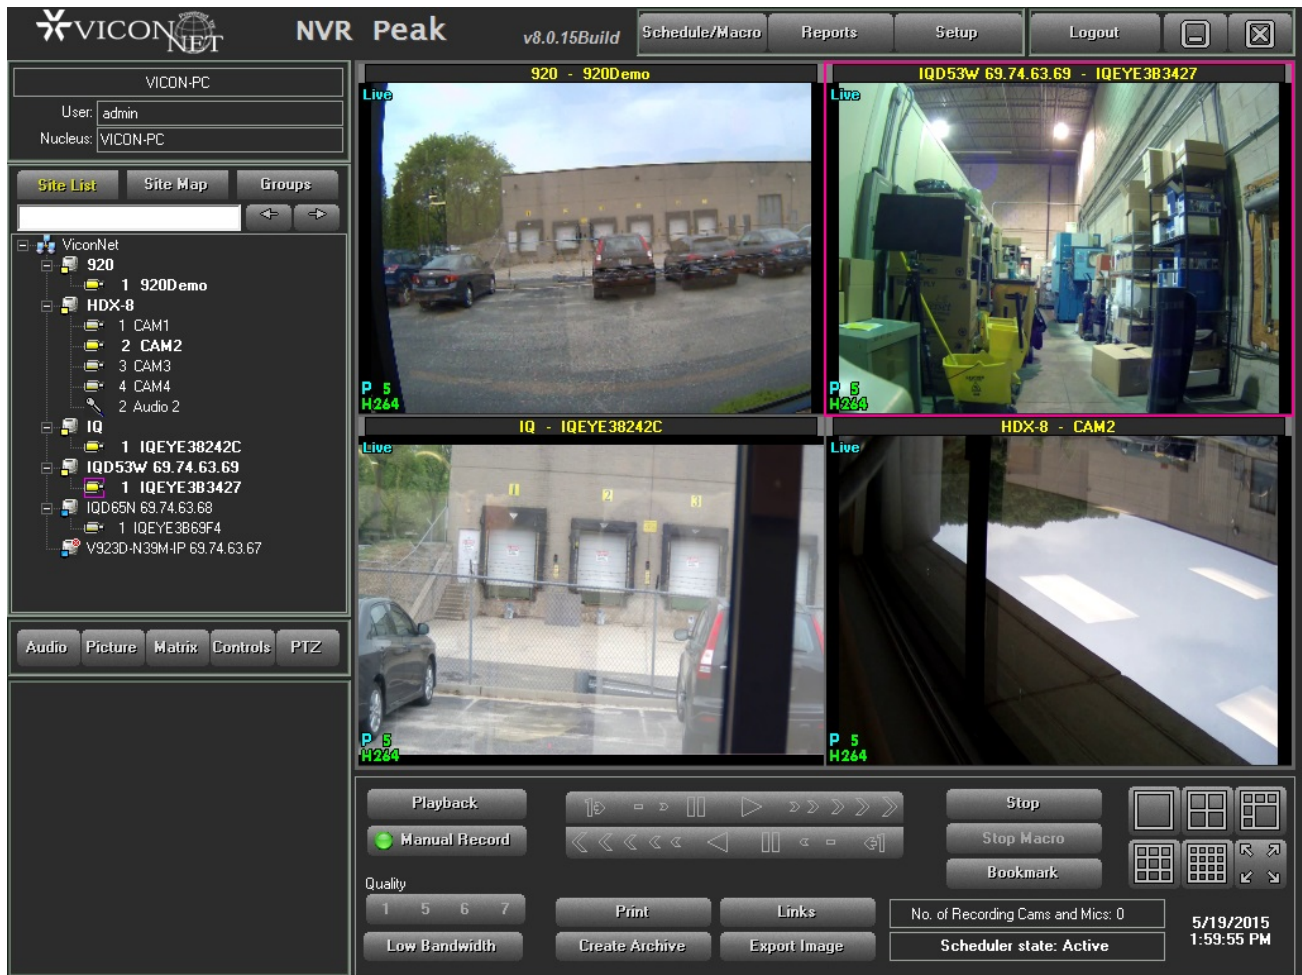 VICON NET
NVR Peak
v8.0.15Build
Schedule/Macro
Reports
Setup
Logout
VICON-PC
User: admin
Nucleus: VICON-PC
Site List
Site Map
Groups
ViconNet
920
1 920Demo
HDX-8
1 CAM1
2 CAM2
3 CAM3
4 CAM4
2 Audio 2
IQ
1 IQEYE38242C
IQD53W 69.74.63.69
1 IQEYE3B3427
IQD65N 69.74.63.68
1 IQEYE3B69F4
V923D-N39M-IP 69.74.63.67
Audio
Picture
Matrix
Controls
PTZ
920 - 920Demo
Live
P 5
H264
IQD53W 69.74.63.69 - IQEYE3B3427
Live
P 5
H264
IQ - IQEYE38242C
Live
1
2
3
P 5
H264
HDX-8 - CAM2
Live
P 5
H264
Playback
Manual Record
Quality
1 5 6 7
Low Bandwidth
Print
Links
Create Archive
Export Image
Stop
Stop Macro
Bookmark
No. of Recording Cams and Mics: 0
Scheduler state: Active
5/19/2015
1:59:55 PM